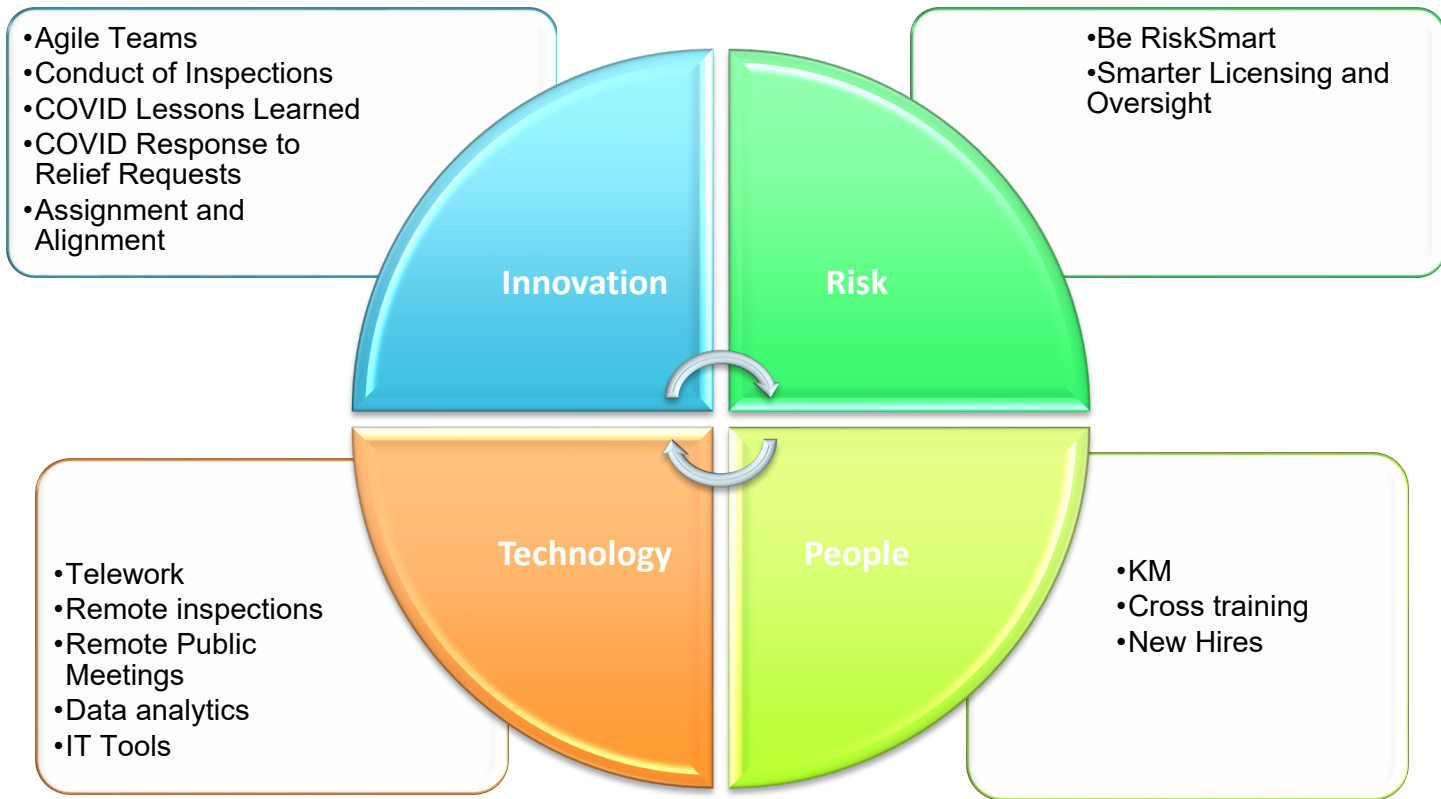 •Agile Teams
•Conduct of Inspections
•COVID Lessons Learned
•COVID Response to
Relief Requests
•Assignment and
Alignment
•Be RiskSmart
•Smarter Licensing and
Oversight
Innovation
Risk
Technology
People
•Telework
•Remote inspections
•Remote Public
Meetings
•Data analytics
•IT Tools
•KM
•Cross training
•New Hires